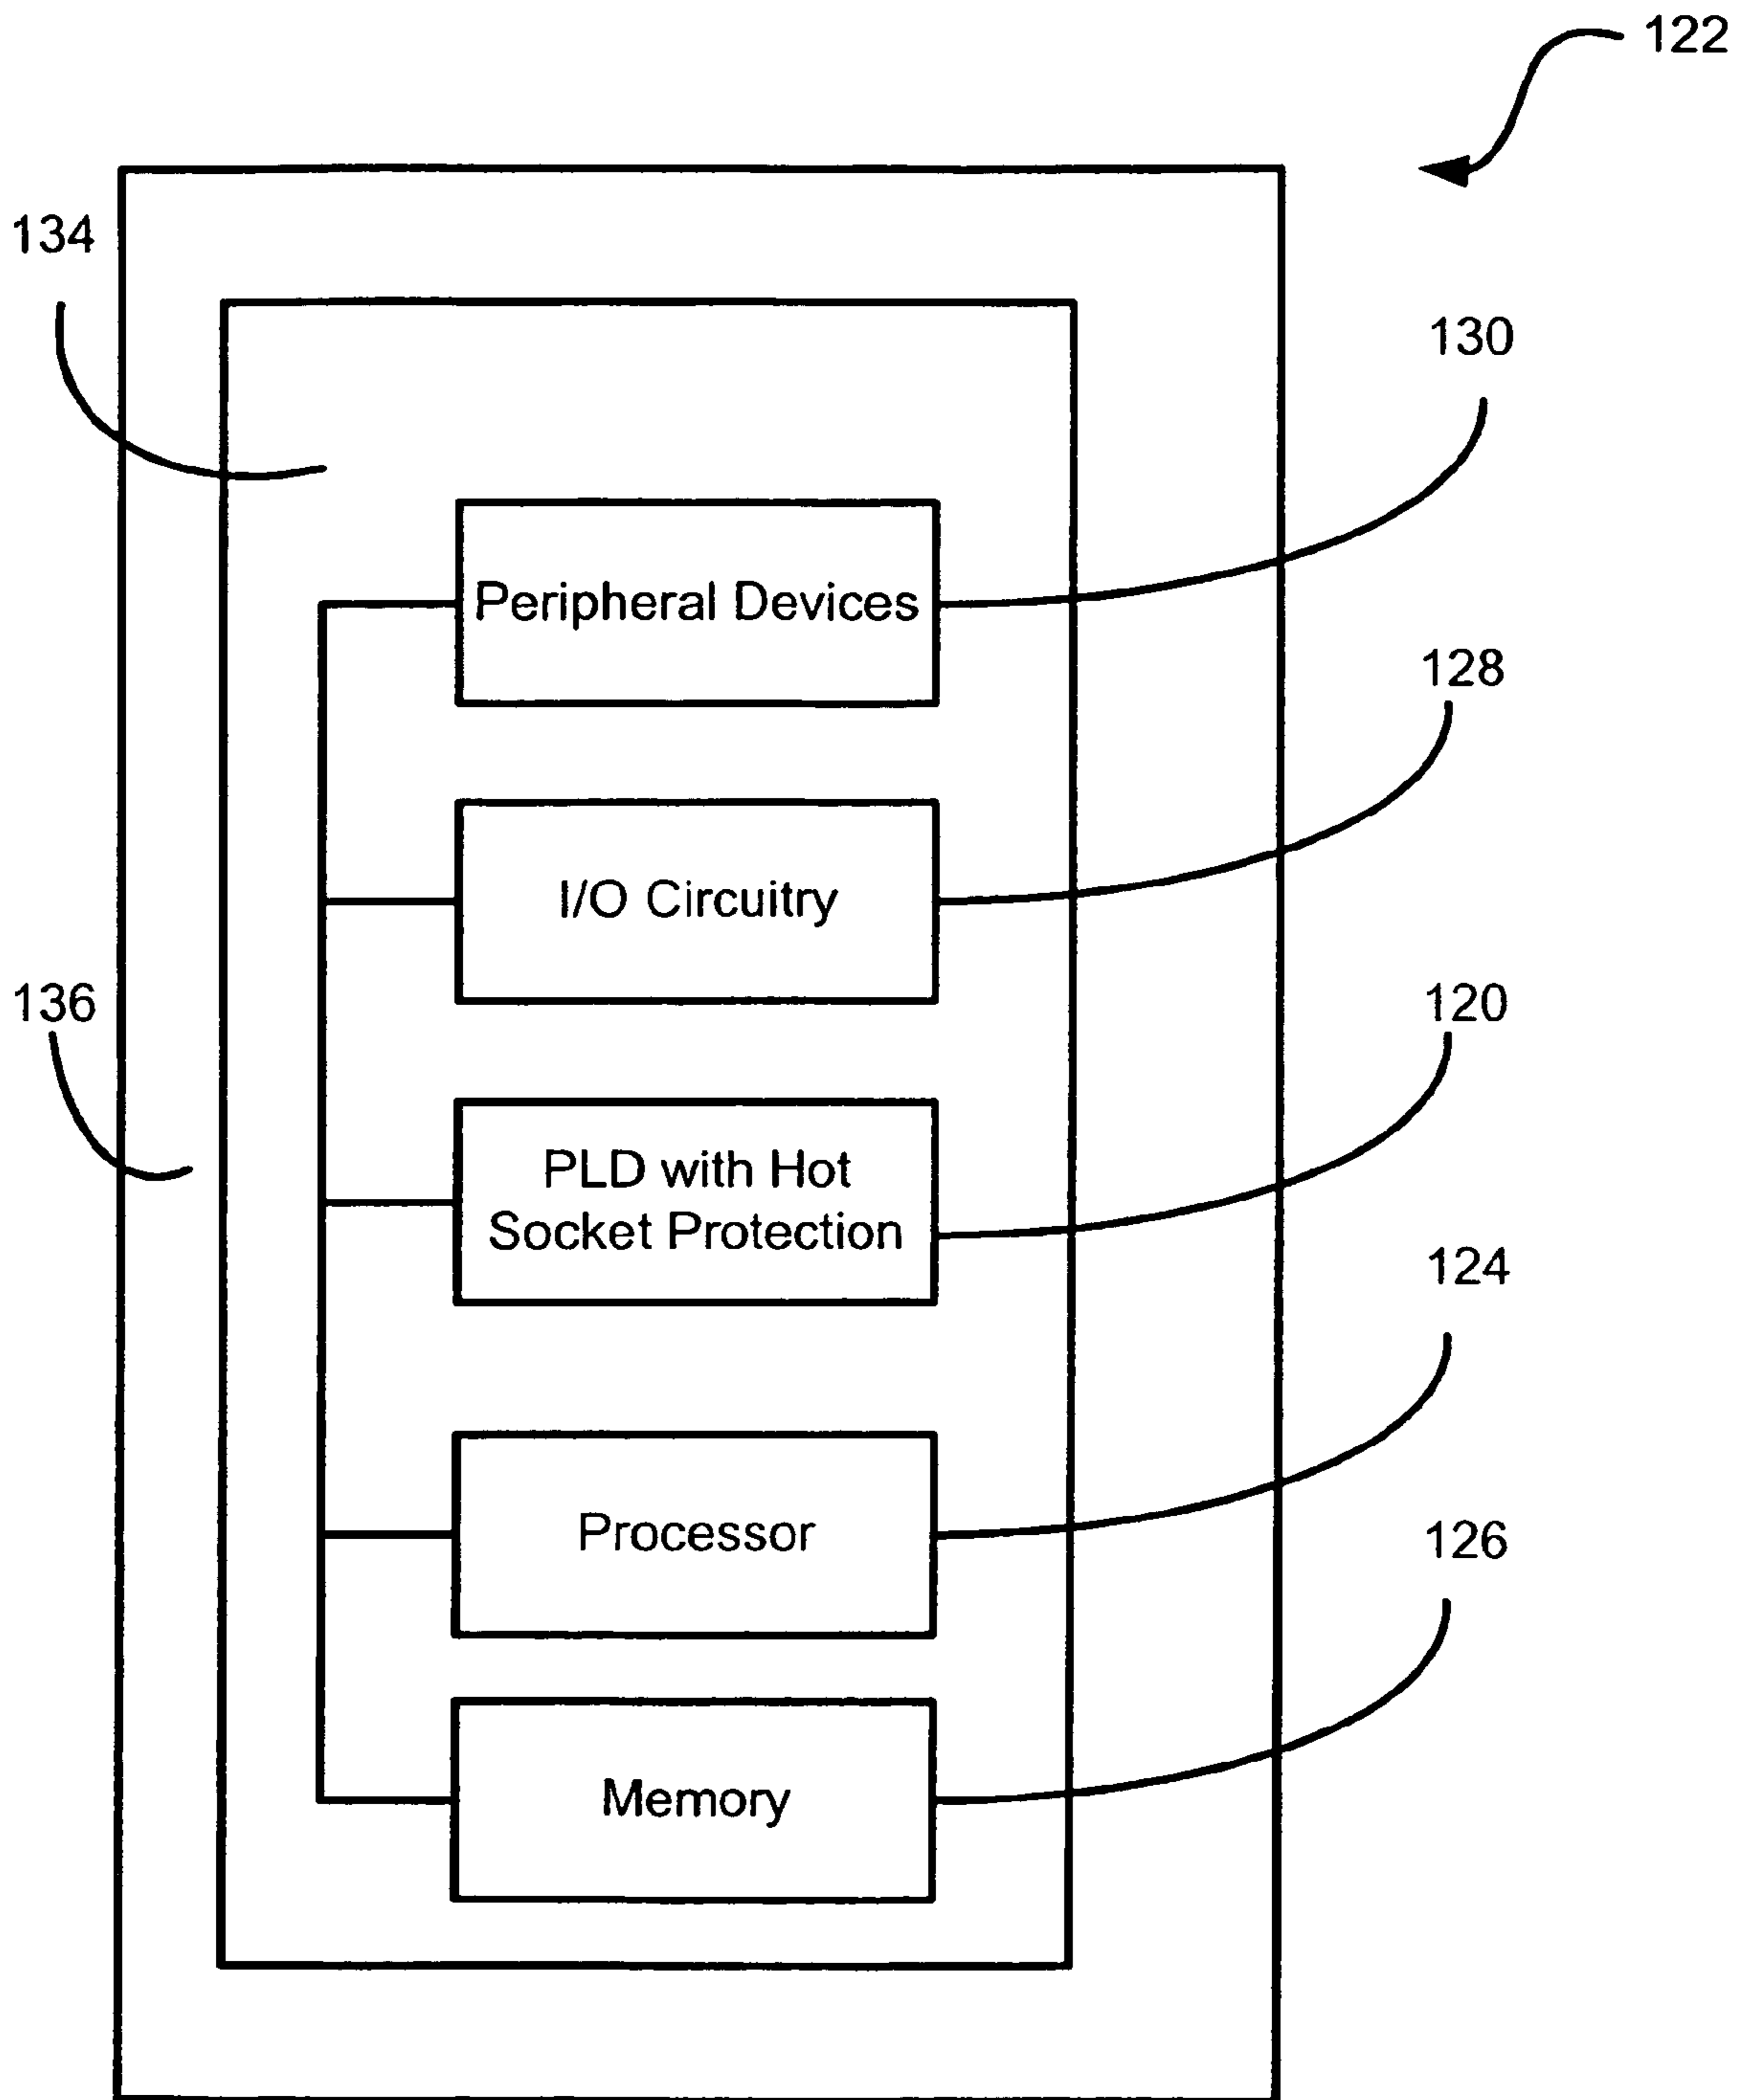 122
134
130
Peripheral Devices
128
I/O Circuitry
136
120
PLD with Hot
Socket Protection
124
Processor
126
Memory